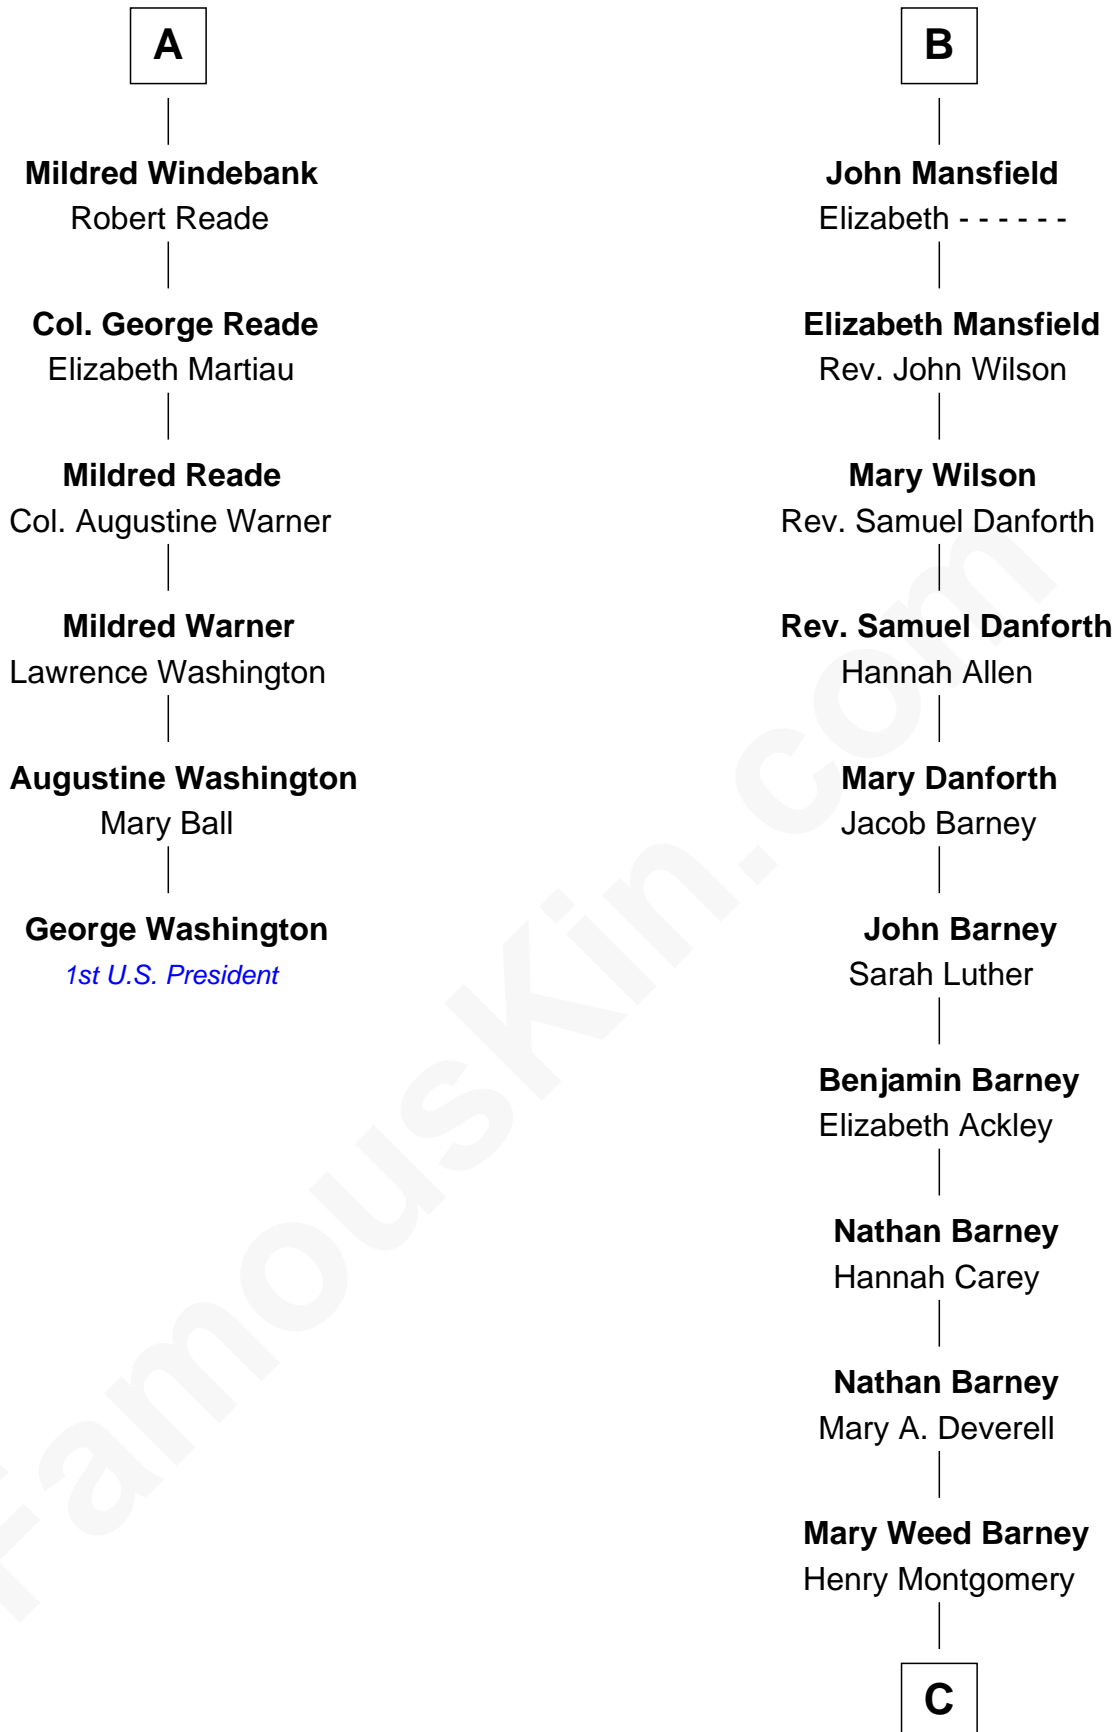 A
Mildred Windebank
Robert Reade
Col. George Reade
Elizabeth Martiau
Mildred Reade
Col. Augustine Warner
Mildred Warner
Lawrence Washington
Augustine Washington
Mary Ball
George Washington
1st U.S. President
B
John Mansfield
Elizabeth - - - - - -
Elizabeth Mansfield
Rev. John Wilson
Mary Wilson
Rev. Samuel Danforth
Rev. Samuel Danforth
Hannah Allen
Mary Danforth
Jacob Barney
John Barney
Sarah Luther
Benjamin Barney
Elizabeth Ackley
Nathan Barney
Hannah Carey
Nathan Barney
Mary A. Deverell
Mary Weed Barney
Henry Montgomery
C
FamousKin.com